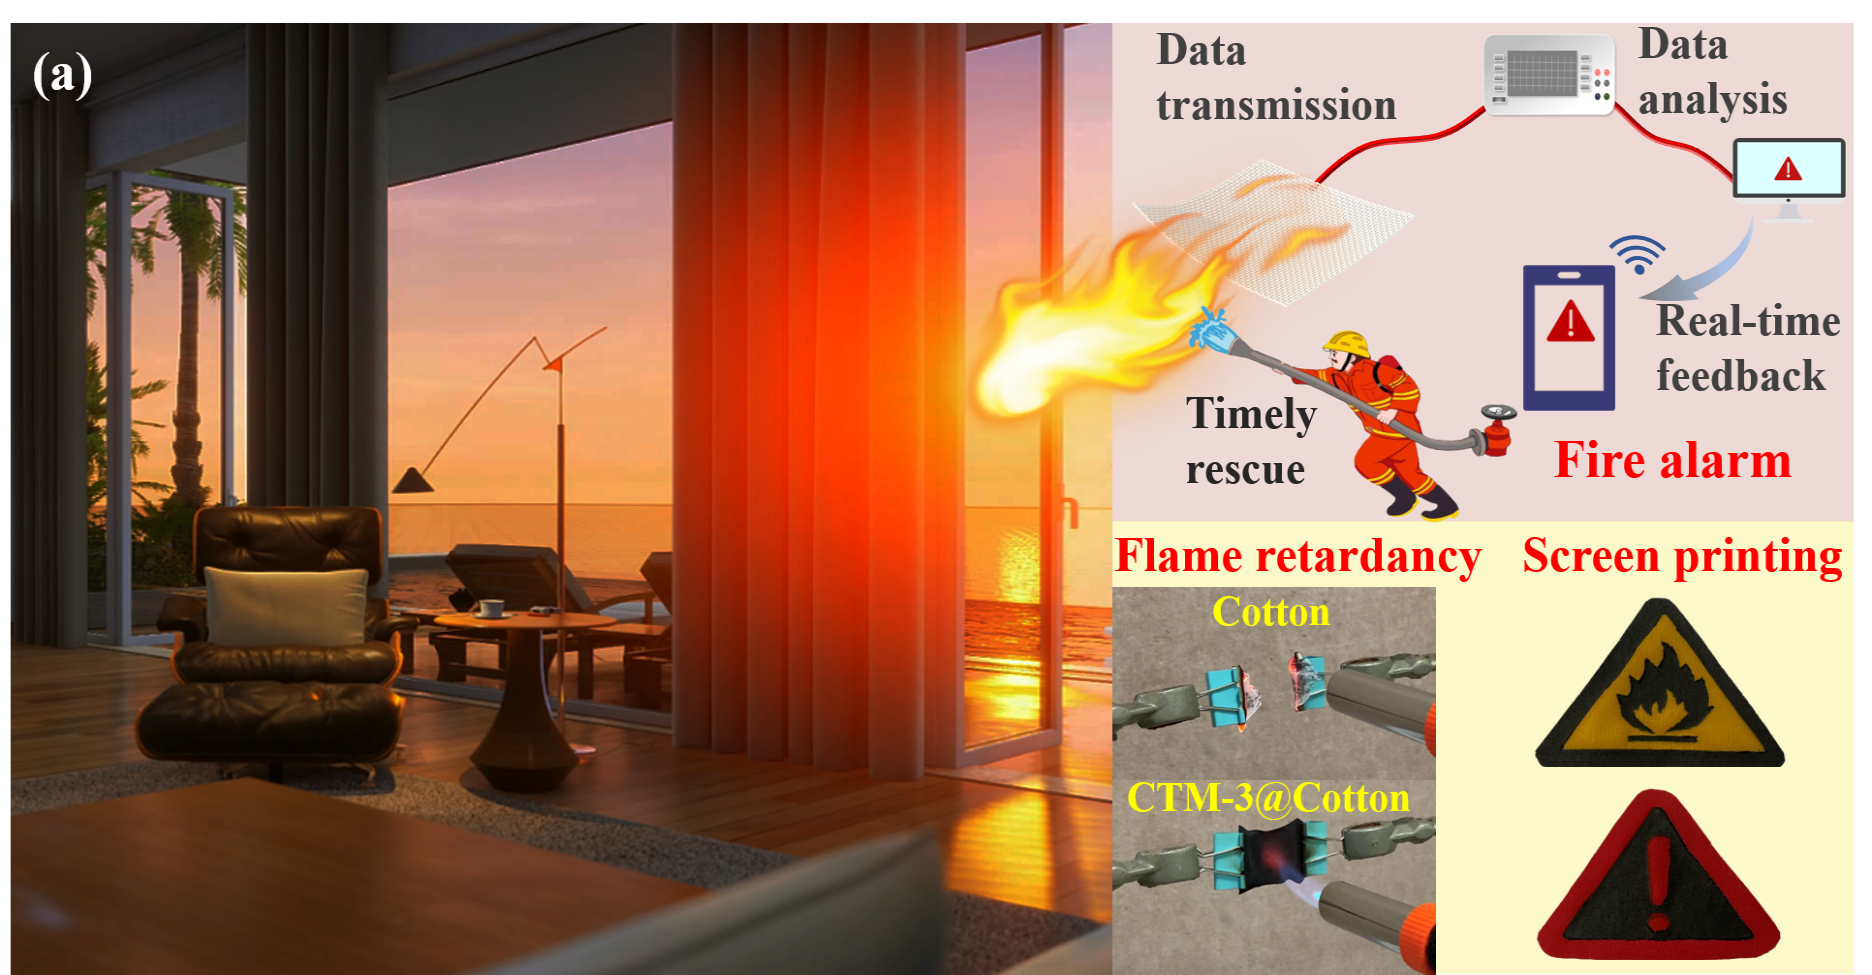 (a)
Data
transmission
Data
analysis
Real-time
feedback
Timely
rescue
Fire alarm
Flame retardancy
Screen printing
Cotton
CTM-3@Cotton